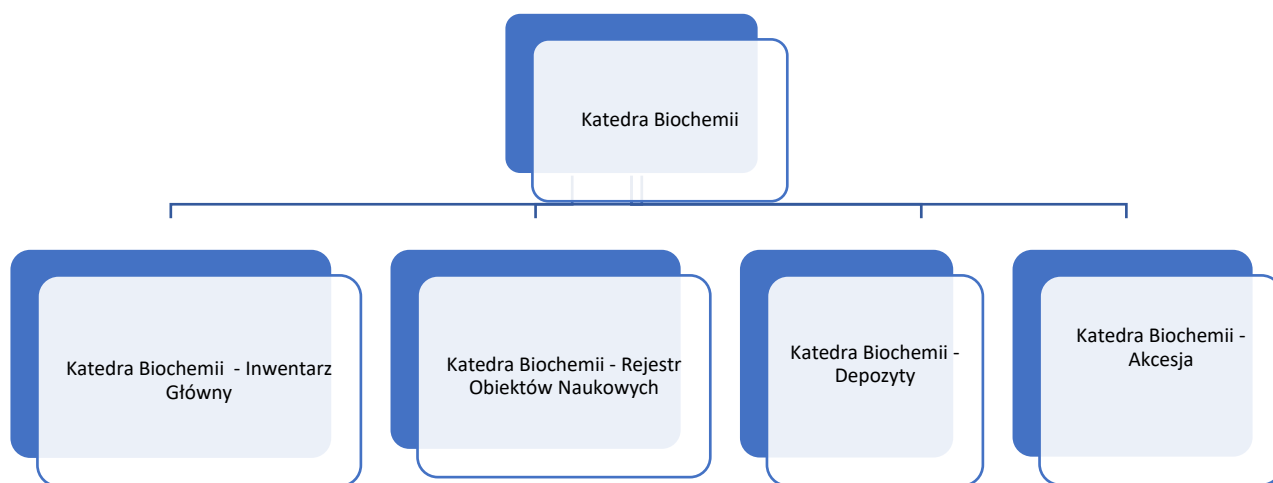 Katedra Biochemii
Katedra Biochemii  - Inwentarz
Główny
Katedra Biochemii - Rejestr
Obiektów Naukowych
Katedra Biochemii -
Depozyty
Katedra Biochemii -
Akcesja